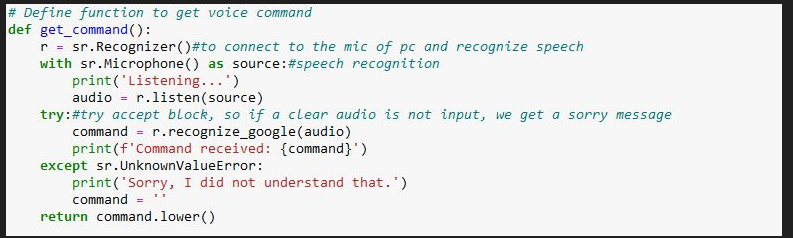 # Define function to get voice command
def get_command():
    r = sr.Recognizer()#to connect to the mic of pc and recognize speech
    with sr.Microphone() as source:#speech recognition
        print('Listening...')
        audio = r.listen(source)
    try:#try accept block, so if a clear audio is not input, we get a sorry message
        command = r.recognize_google(audio)
        print(f'Command received: {command}')
    except sr.UnknownValueError:
        print('Sorry, I did not understand that.')
        command = ''
    return command.lower()